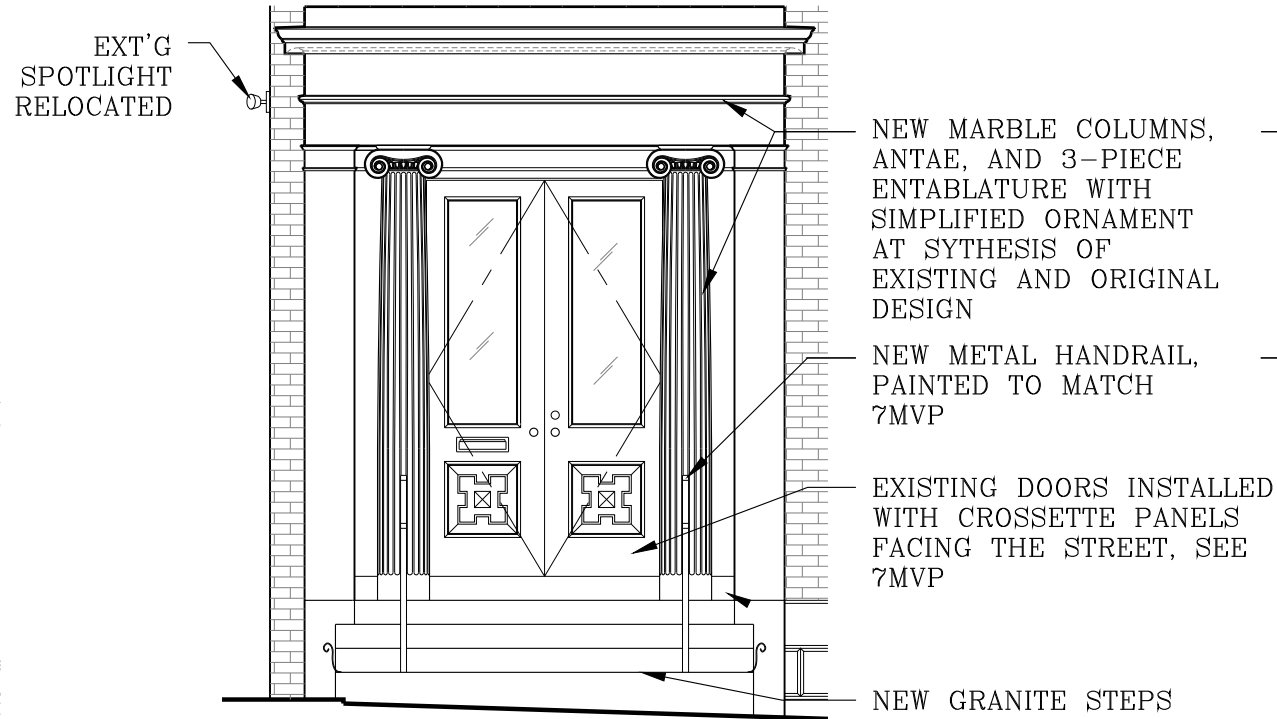 EXT'G
SPOTLIGHT
RELOCATED
NEW MARBLE COLUMNS,
ANTAE, AND 3-PIECE
ENTABLATURE WITH
SIMPLIFIED ORNAMENT
AT SYTHESIS OF
EXISTING AND ORIGINAL
DESIGN
NEW METAL HANDRAIL,
PAINTED TO MATCH
7MVP
EXISTING DOORS INSTALLED
WITH CROSSETTE PANELS
FACING THE STREET, SEE
7MVP
NEW GRANITE STEPS